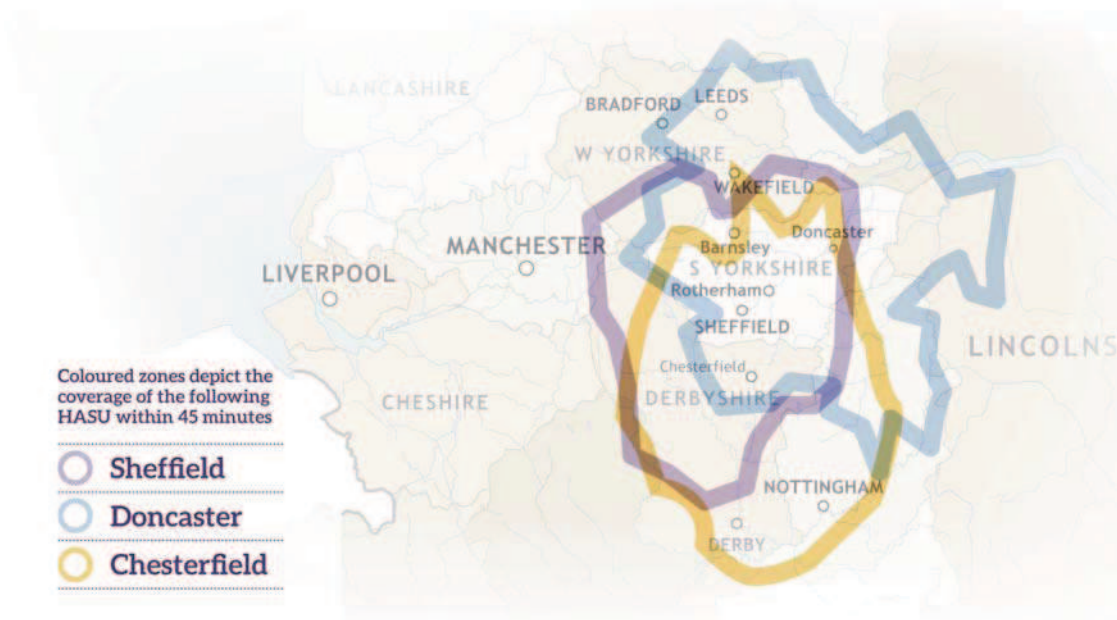 LANCASHIRE
BRADFORD
LEEDS
W YORKSHIRE
WAKEFIELD
MANCHESTER
Barnsley
Doncaster
S YORKSHIRE
LIVERPOOL
Rotherham
SHEFFIELD
LINCOLNS
Chesterfield
DERBYSHIRE
CHESHIRE
NOTTINGHAM
DERBY
Coloured zones depict the
coverage of the following
HASU within 45 minutes
Sheffield
Doncaster
Chesterfield